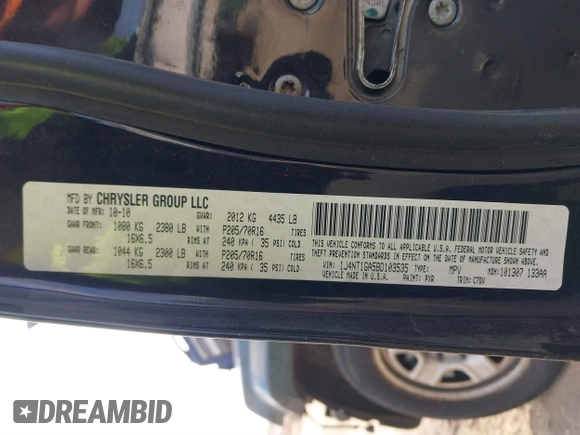 MFD BY CHRYSLER GROUP LLC
DATE OF MFR: 10-10 GVWR: 2012 KG 4435 LB
GAWR FRONT: 1080 KG 2380 LB P205/70R16 TIRES
16X6.5 RIMS AT 240 KPA ( 35 PSI) COLD
GAWR REAR: 1044 KG 2300 LB P205/70R16 TIRES
16X6.5 RIMS AT 240 KPA ( 35 PSI) COLD
THIS VEHICLE CONFORMS TO ALL APPLICABLE U.S.A. FEDERAL MOTOR VEHICLE SAFETY AND
THEFT PREVENTION STANDARDS IN EFFECT ON THE DATE OF MANUFACTURE SHOWN ABOVE.
VIN: 1J4NT1GA5BD103535 TYPE: MPV MDH: 101307 133AA
VEHICLE MADE IN U.S.A. PAINT: PXR TRIM: C7DV
DREAMBID